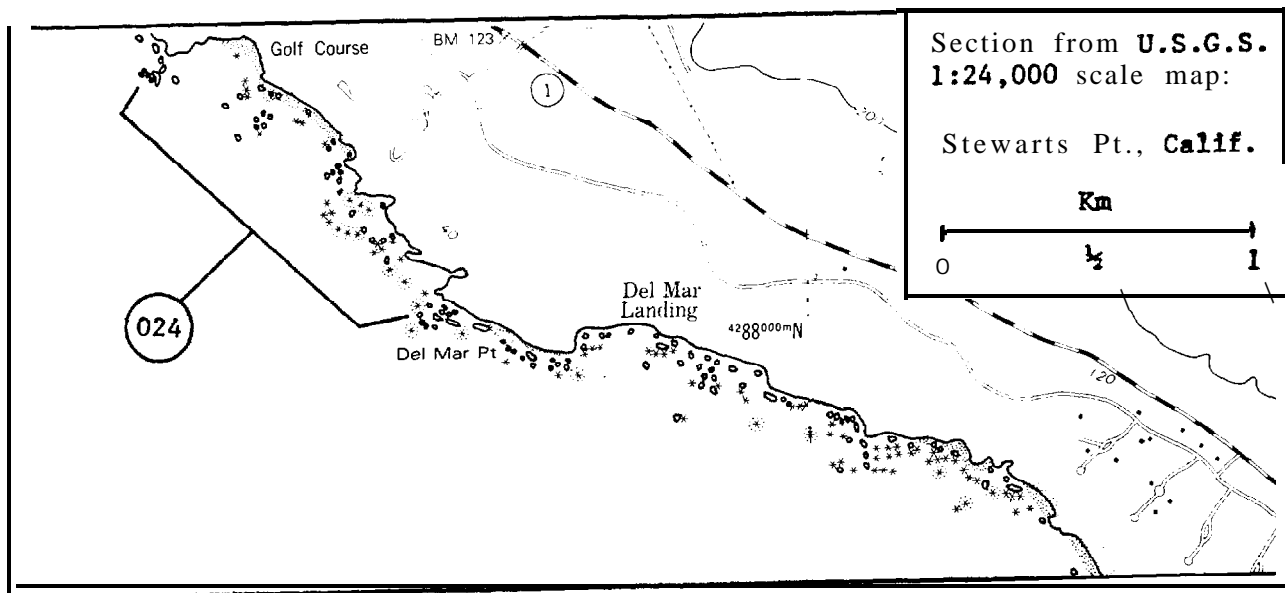 Golf Course
BM 123
1
Section from U.S.G.S.
1:24,000 scale map:
Stewarts Pt., Calif.
Km
0 ½ 1
024
Del Mar
Landing
4288000mN
Del Mar Pt
120